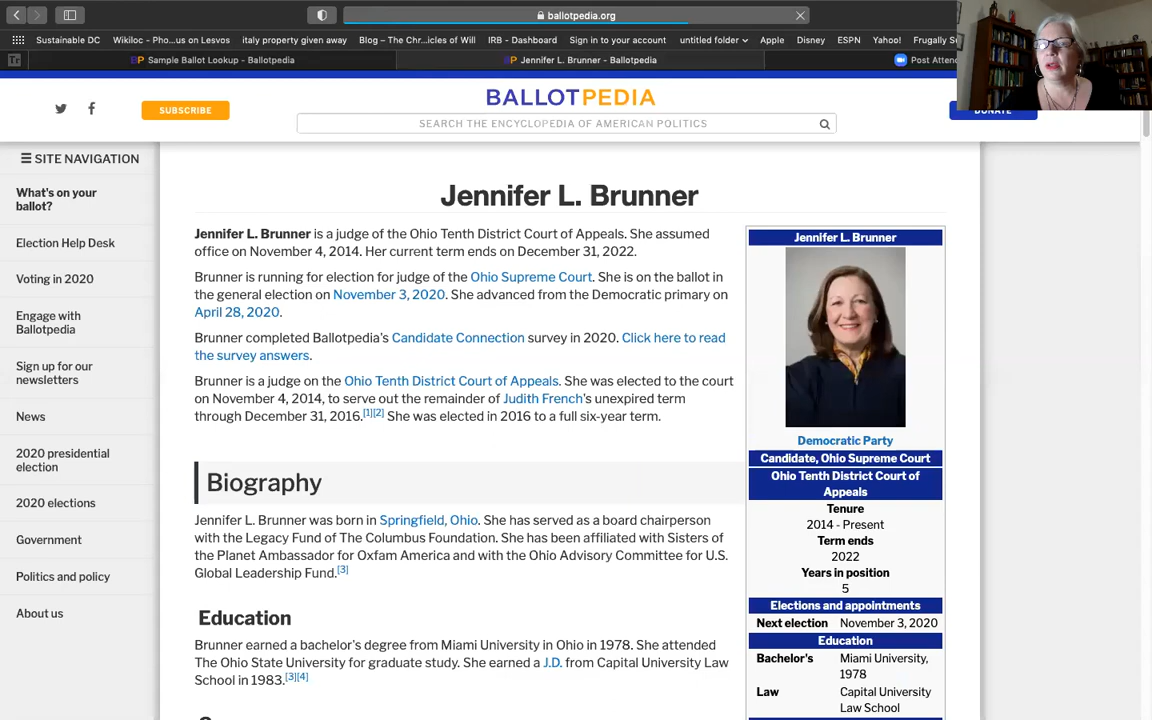 ballotpedia.org
Sustainable DC
Wikiloc - Pho...us on Lesvos
italy property given away
Blog – The Chr...icles of Will
IRB - Dashboard
Sign in to your account
untitled folder
Apple
Disney
ESPN
Yahoo!
Frugally S
BP Sample Ballot Lookup - Ballotpedia
BP Jennifer L. Brunner - Ballotpedia
Post Attend
SUBSCRIBE
BALLOTPEDIA
DONATE
SEARCH THE ENCYCLOPEDIA OF AMERICAN POLITICS
SITE NAVIGATION
What's on your
ballot?
Election Help Desk
Voting in 2020
Engage with
Ballotpedia
Sign up for our
newsletters
News
2020 presidential
election
2020 elections
Government
Politics and policy
About us
Jennifer L. Brunner
Jennifer L. Brunner is a judge of the Ohio Tenth District Court of Appeals. She assumed
office on November 4, 2014. Her current term ends on December 31, 2022.
Brunner is running for election for judge of the Ohio Supreme Court. She is on the ballot in
the general election on November 3, 2020. She advanced from the Democratic primary on
April 28, 2020.
Brunner completed Ballotpedia's Candidate Connection survey in 2020. Click here to read
the survey answers.
Brunner is a judge on the Ohio Tenth District Court of Appeals. She was elected to the court
on November 4, 2014, to serve out the remainder of Judith French's unexpired term
through December 31, 2016.[1][2] She was elected in 2016 to a full six-year term.
Biography
Jennifer L. Brunner was born in Springfield, Ohio. She has served as a board chairperson
with the Legacy Fund of The Columbus Foundation. She has been affiliated with Sisters of
the Planet Ambassador for Oxfam America and with the Ohio Advisory Committee for U.S.
Global Leadership Fund.[3]
Education
Brunner earned a bachelor's degree from Miami University in Ohio in 1978. She attended
The Ohio State University for graduate study. She earned a J.D. from Capital University Law
School in 1983.[3][4]
Jennifer L. Brunner
Democratic Party
Candidate, Ohio Supreme Court
Ohio Tenth District Court of
Appeals
Tenure
2014 - Present
Term ends
2022
Years in position
5
Elections and appointments
Next election November 3, 2020
Education
Bachelor's Miami University,
1978
Law Capital University
Law School